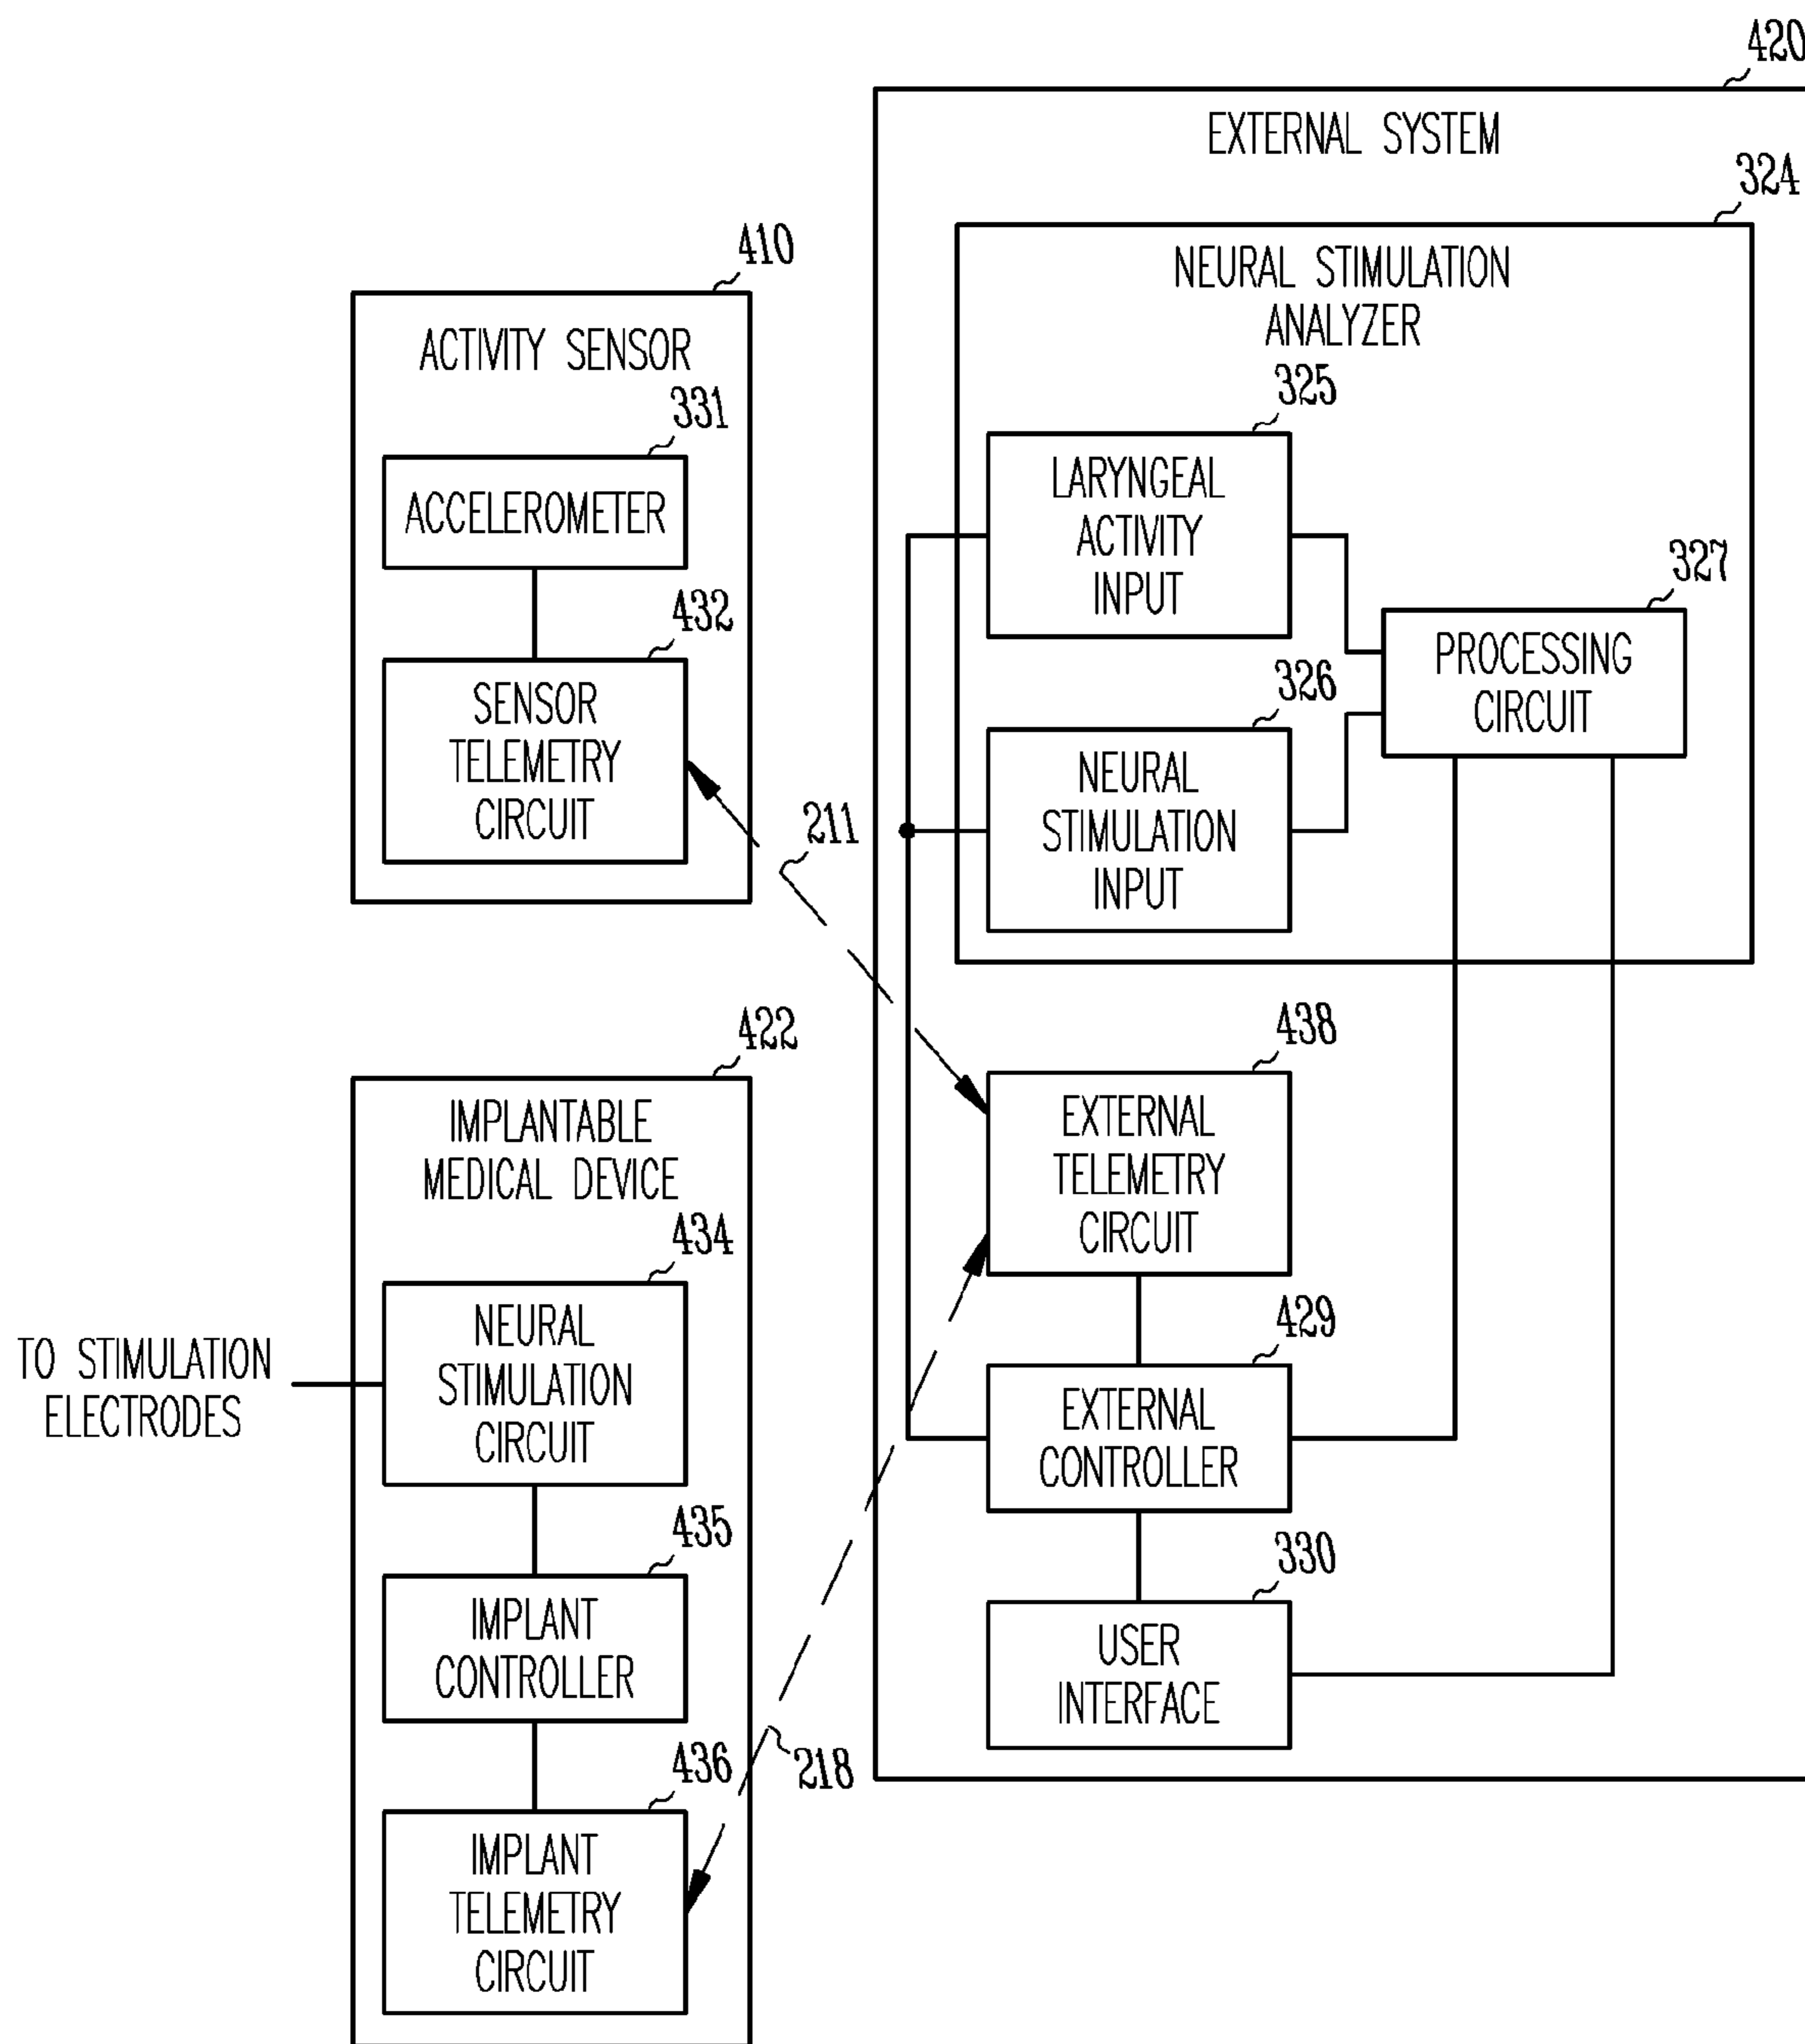 420
EXTERNAL SYSTEM
324
NEURAL STIMULATION
ANALYZER
325
LARYNGEAL
ACTIVITY
INPUT
327
PROCESSING
CIRCUIT
326
NEURAL
STIMULATION
INPUT
410
ACTIVITY SENSOR
331
ACCELEROMETER
432
SENSOR
TELEMETRY
CIRCUIT
211
438
EXTERNAL
TELEMETRY
CIRCUIT
429
EXTERNAL
CONTROLLER
330
USER
INTERFACE
422
IMPLANTABLE
MEDICAL DEVICE
434
NEURAL
STIMULATION
CIRCUIT
TO STIMULATION
ELECTRODES
435
IMPLANT
CONTROLLER
436
IMPLANT
TELEMETRY
CIRCUIT
218